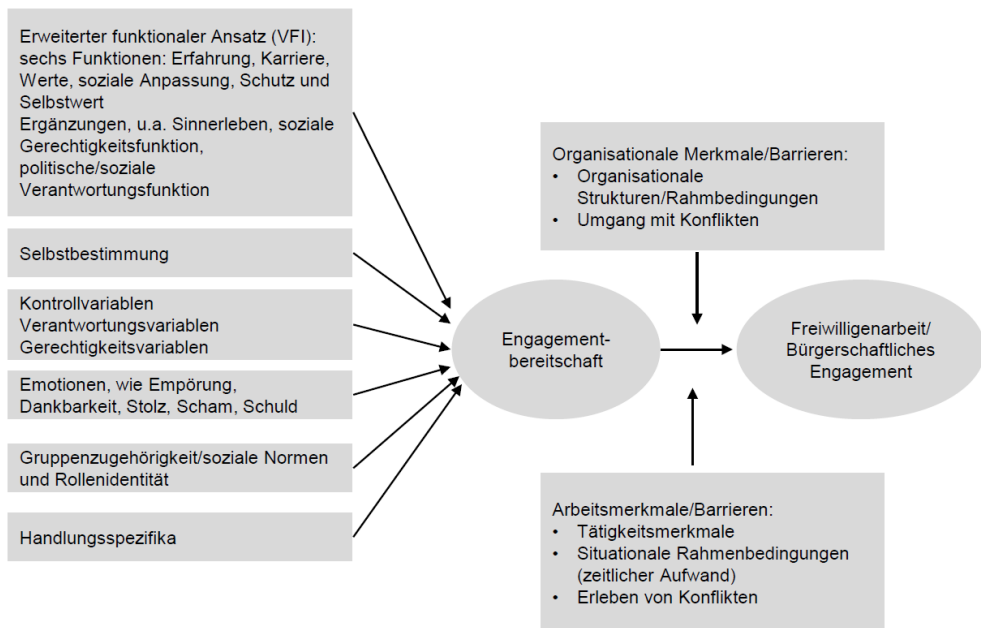 Erweiterter funktionaler Ansatz (VFI):
sechs Funktionen: Erfahrung, Karriere,
Werte, soziale Anpassung, Schutz und
Selbstwert
Ergänzungen, u.a. Sinnerleben, soziale
Gerechtigkeitsfunktion,
politische/soziale
Verantwortungsfunktion
Selbstbestimmung
Kontrollvariablen
Verantwortungsvariablen
Gerechtigkeitsvariablen
Emotionen, wie Empörung,
Dankbarkeit, Stolz, Scham, Schuld
Gruppenzugehörigkeit/soziale Normen
und Rollenidentität
Handlungsspezifika
Engagement-
bereitschaft
Organisationale Merkmale/Barrieren:
• Organisationale
Strukturen/Rahmbedingungen
• Umgang mit Konflikten
Freiwilligenarbeit/
Bürgerschaftliches
Engagement
Arbeitsmerkmale/Barrieren:
• Tätigkeitsmerkmale
• Situationale Rahmenbedingungen
(zeitlicher Aufwand)
• Erleben von Konflikten